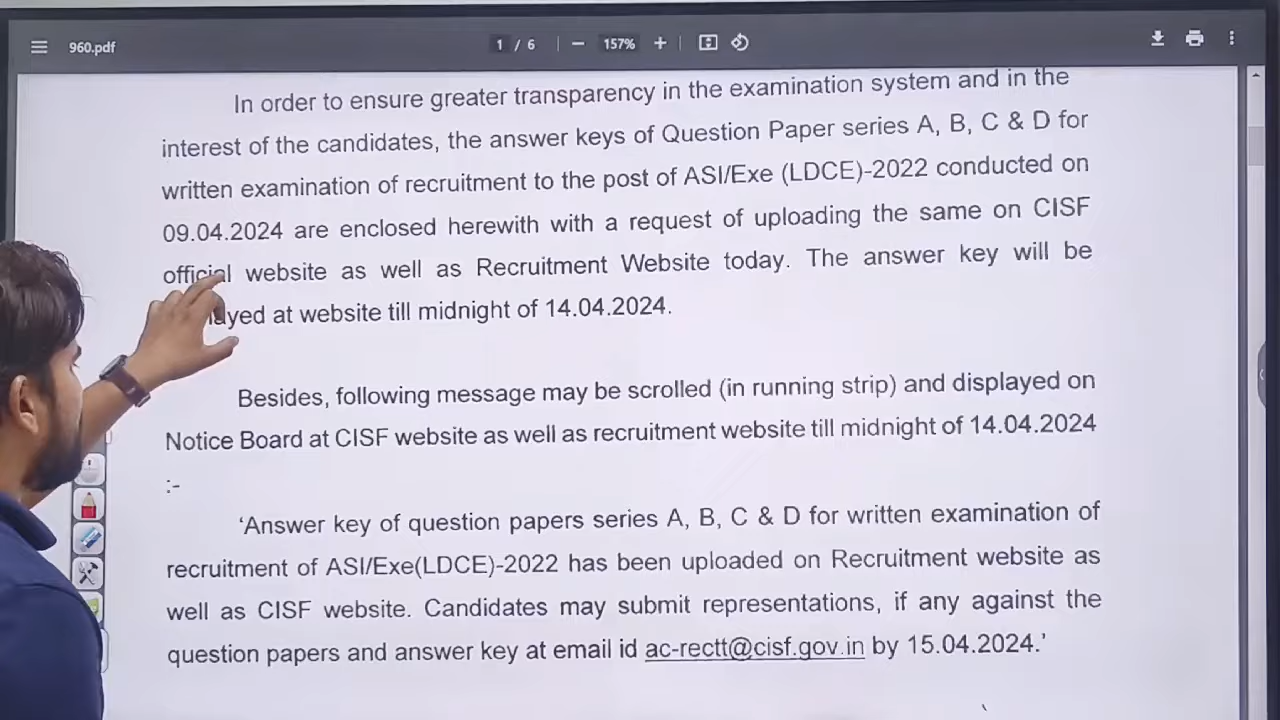 960.pdf
1 / 6
157%
In order to ensure greater transparency in the examination system and in the
interest of the candidates, the answer keys of Question Paper series A, B, C & D for
written examination of recruitment to the post of ASI/Exe (LDCE)-2022 conducted on
09.04.2024 are enclosed herewith with a request of uploading the same on CISF
official website as well as Recruitment Website today. The answer key will be
ayed at website till midnight of 14.04.2024.
Besides, following message may be scrolled (in running strip) and displayed on
Notice Board at CISF website as well as recruitment website till midnight of 14.04.2024
:-
‘Answer key of question papers series A, B, C & D for written examination of
recruitment of ASI/Exe(LDCE)-2022 has been uploaded on Recruitment website as
well as CISF website. Candidates may submit representations, if any against the
question papers and answer key at email id ac-rectt@cisf.gov.in by 15.04.2024.’